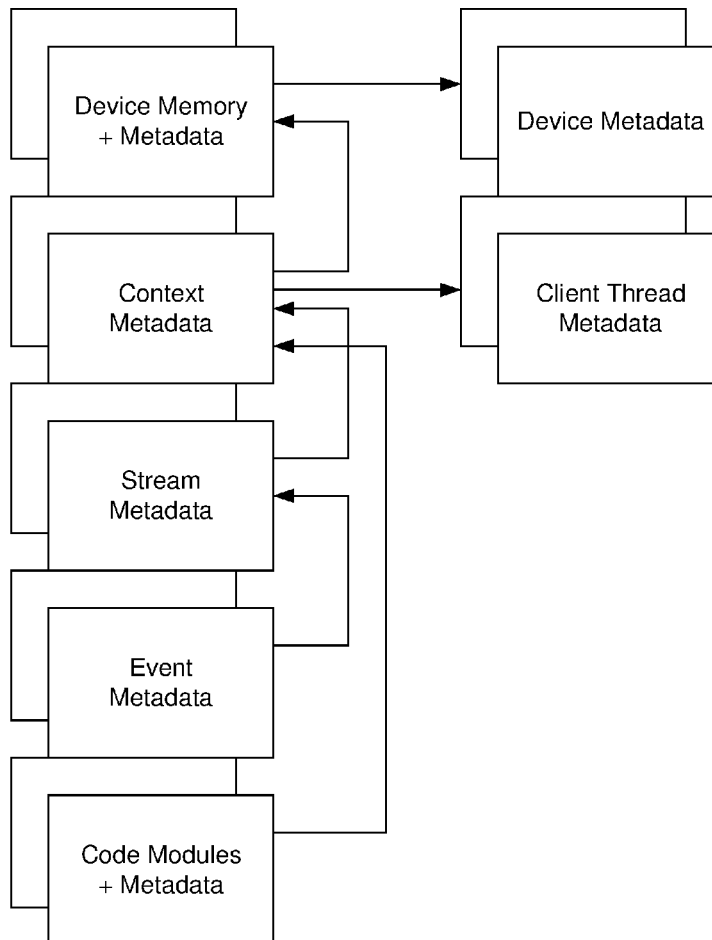 Device Memory
+ Metadata
Device Metadata
Context
Metadata
Client Thread
Metadata
Stream
Metadata
Event
Metadata
Code Modules
+ Metadata